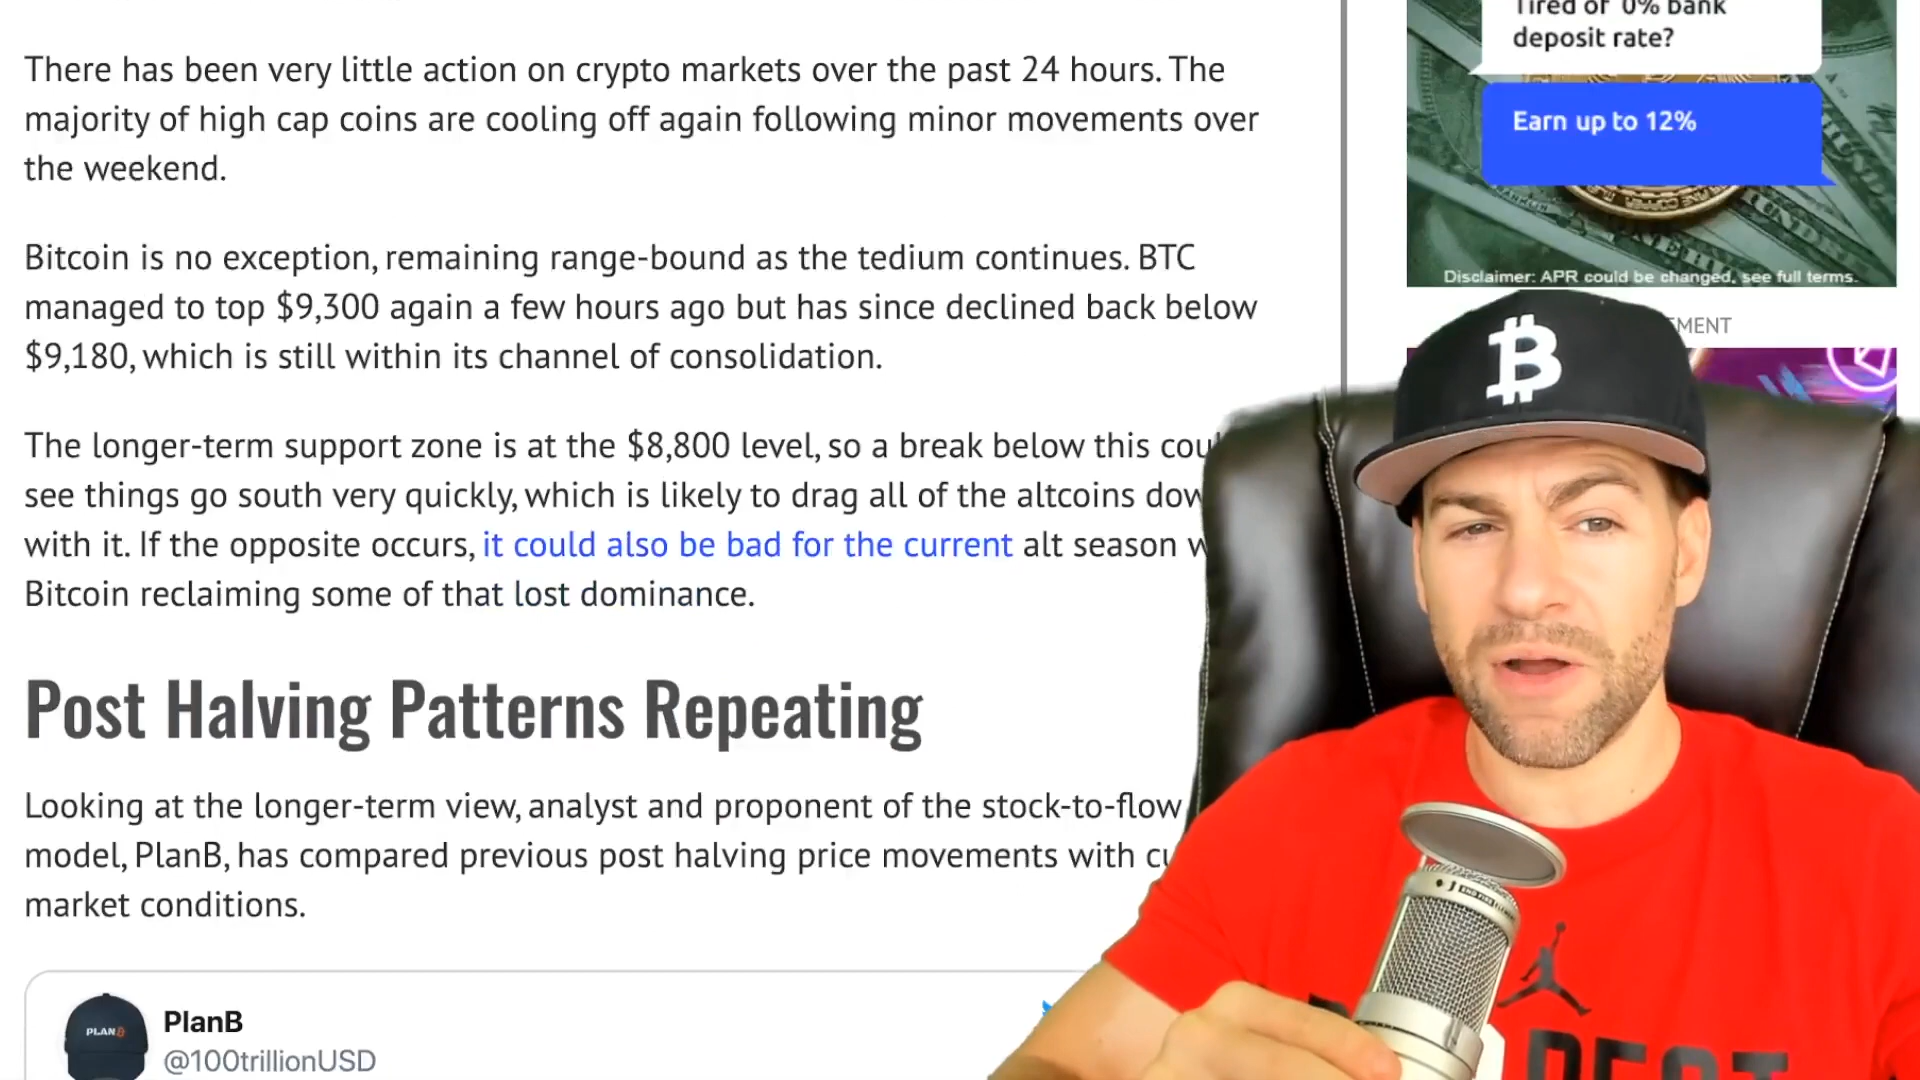 There has been very little action on crypto markets over the past 24 hours. The
majority of high cap coins are cooling off again following minor movements over
the weekend.
Bitcoin is no exception, remaining range-bound as the tedium continues. BTC
managed to top $9,300 again a few hours ago but has since declined back below
$9,180, which is still within its channel of consolidation.
The longer-term support zone is at the $8,800 level, so a break below this cou
see things go south very quickly, which is likely to drag all of the altcoins dow
with it. If the opposite occurs, it could also be bad for the current alt season w
Bitcoin reclaiming some of that lost dominance.
Post Halving Patterns Repeating
Looking at the longer-term view, analyst and proponent of the stock-to-flow
model, PlanB, has compared previous post halving price movements with cu
market conditions.
PLANB
PlanB
@100trillionUSD
Tired of 0% bank
deposit rate?
Earn up to 12%
Disclaimer: APR could be changed, see full terms.
EMENT